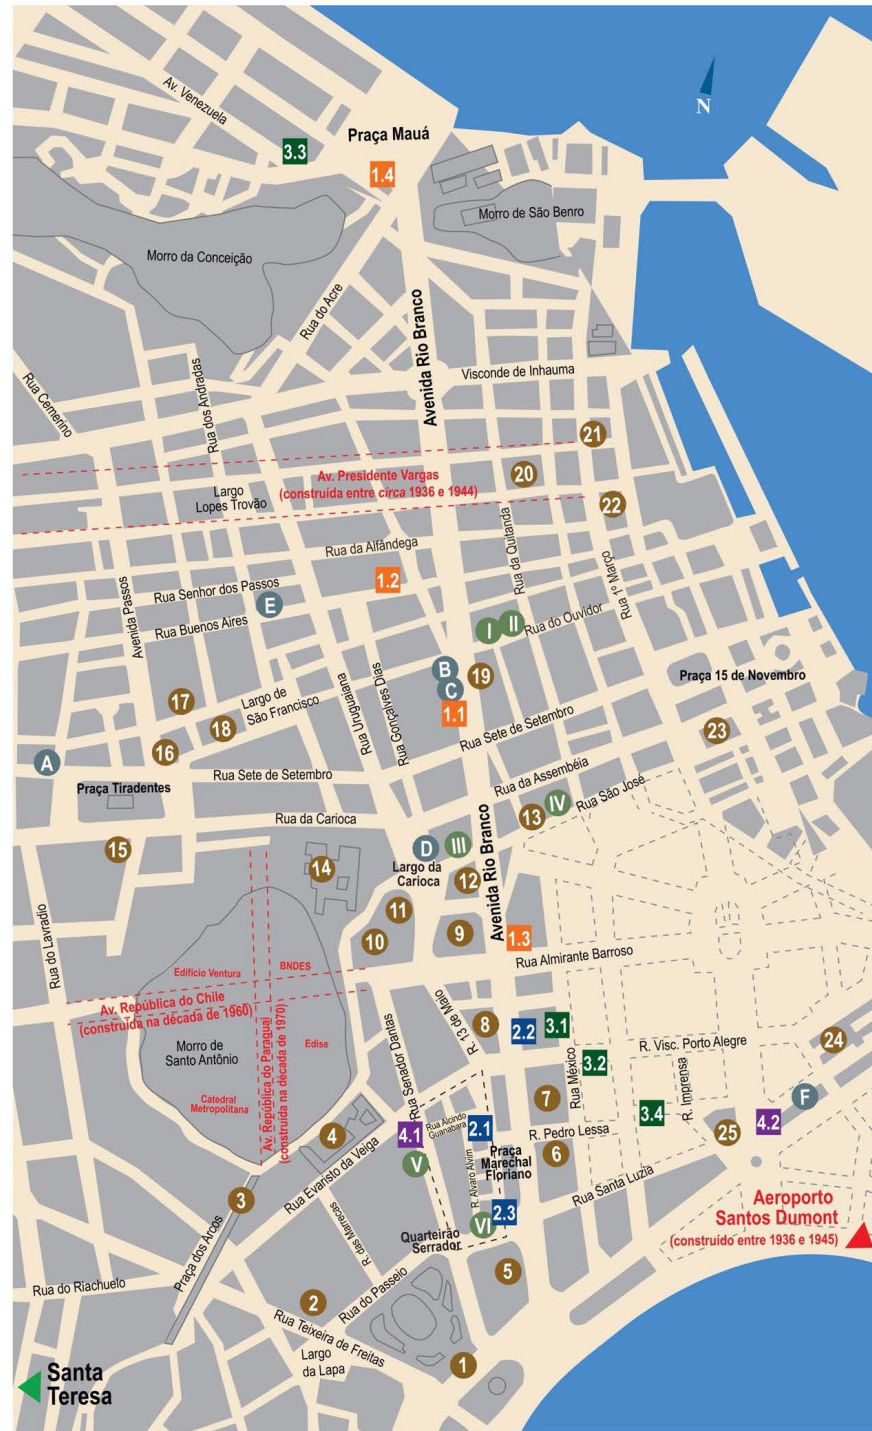 N
Av. Venezuela
Praça Mauá
3.3
1.4
Morro de São Benro
Morro da Conceição
Rua do Acre
Avenida Rio Branco
Visconde de Inhauma
Rua Cemerino
Rua dos Andradas
21
Av. Presidente Vargas
(construída entre circa 1936 e 1944)
20
Largo
Lopes Trovão
22
Rua da Quitanda
Rua da Alfândega
1.2
Rua 1º Março
Avenida Passos
Rua Senhor dos Passos
E
Rua Buenos Aires
I
II
Rua do Ouvidor
B
C
19
1.1
Praça 15 de Novembro
17
18
Largo de
São Francisco
Rua Uruguaiana
Rua Gonçalves Dias
Rua Sete de Setembro
23
16
A
Rua Sete de Setembro
Praça Tiradentes
Rua da Assembéia
Rua São José
IV
13
Rua da Carioca
Avenida Rio Branco
15
D
III
14
Largo da
Carioca
12
11
10
9
1.3
Rua do Lavradio
Rua Almirante Barroso
Edifício Ventura
BNDES
Av. República do Chile
(construída na década de 1960)
Av. República do Paraguai
(construída na década de 1970)
Morro de
Santo Antônio
Edise
Catedral
Metropolitana
Rua Senador Dantas
R. 13 de Maio
8
2.2
3.1
Rua México
3.2
R. Visc. Porto Alegre
24
R. Imprensa
F
7
3.4
4.2
25
4
4.1
Rua Alcindo
Guanabara
2.1
R. Pedro Lessa
Praça
Marechal
Floriano
6
V
R. Alvaro Alvim
Rua Evaristo da Veiga
3
Rua Santa Luzia
Aeroporto
Santos Dumont
(construído entre 1936 e 1945)
2.3
VI
Quarteirão
Serrador
Praça dos Arcos
R. das Marrecas
5
Rua do Riachuelo
Rua do Passeio
2
Rua Teixeira de Freitas
Largo
da Lapa
1
Santa
Teresa